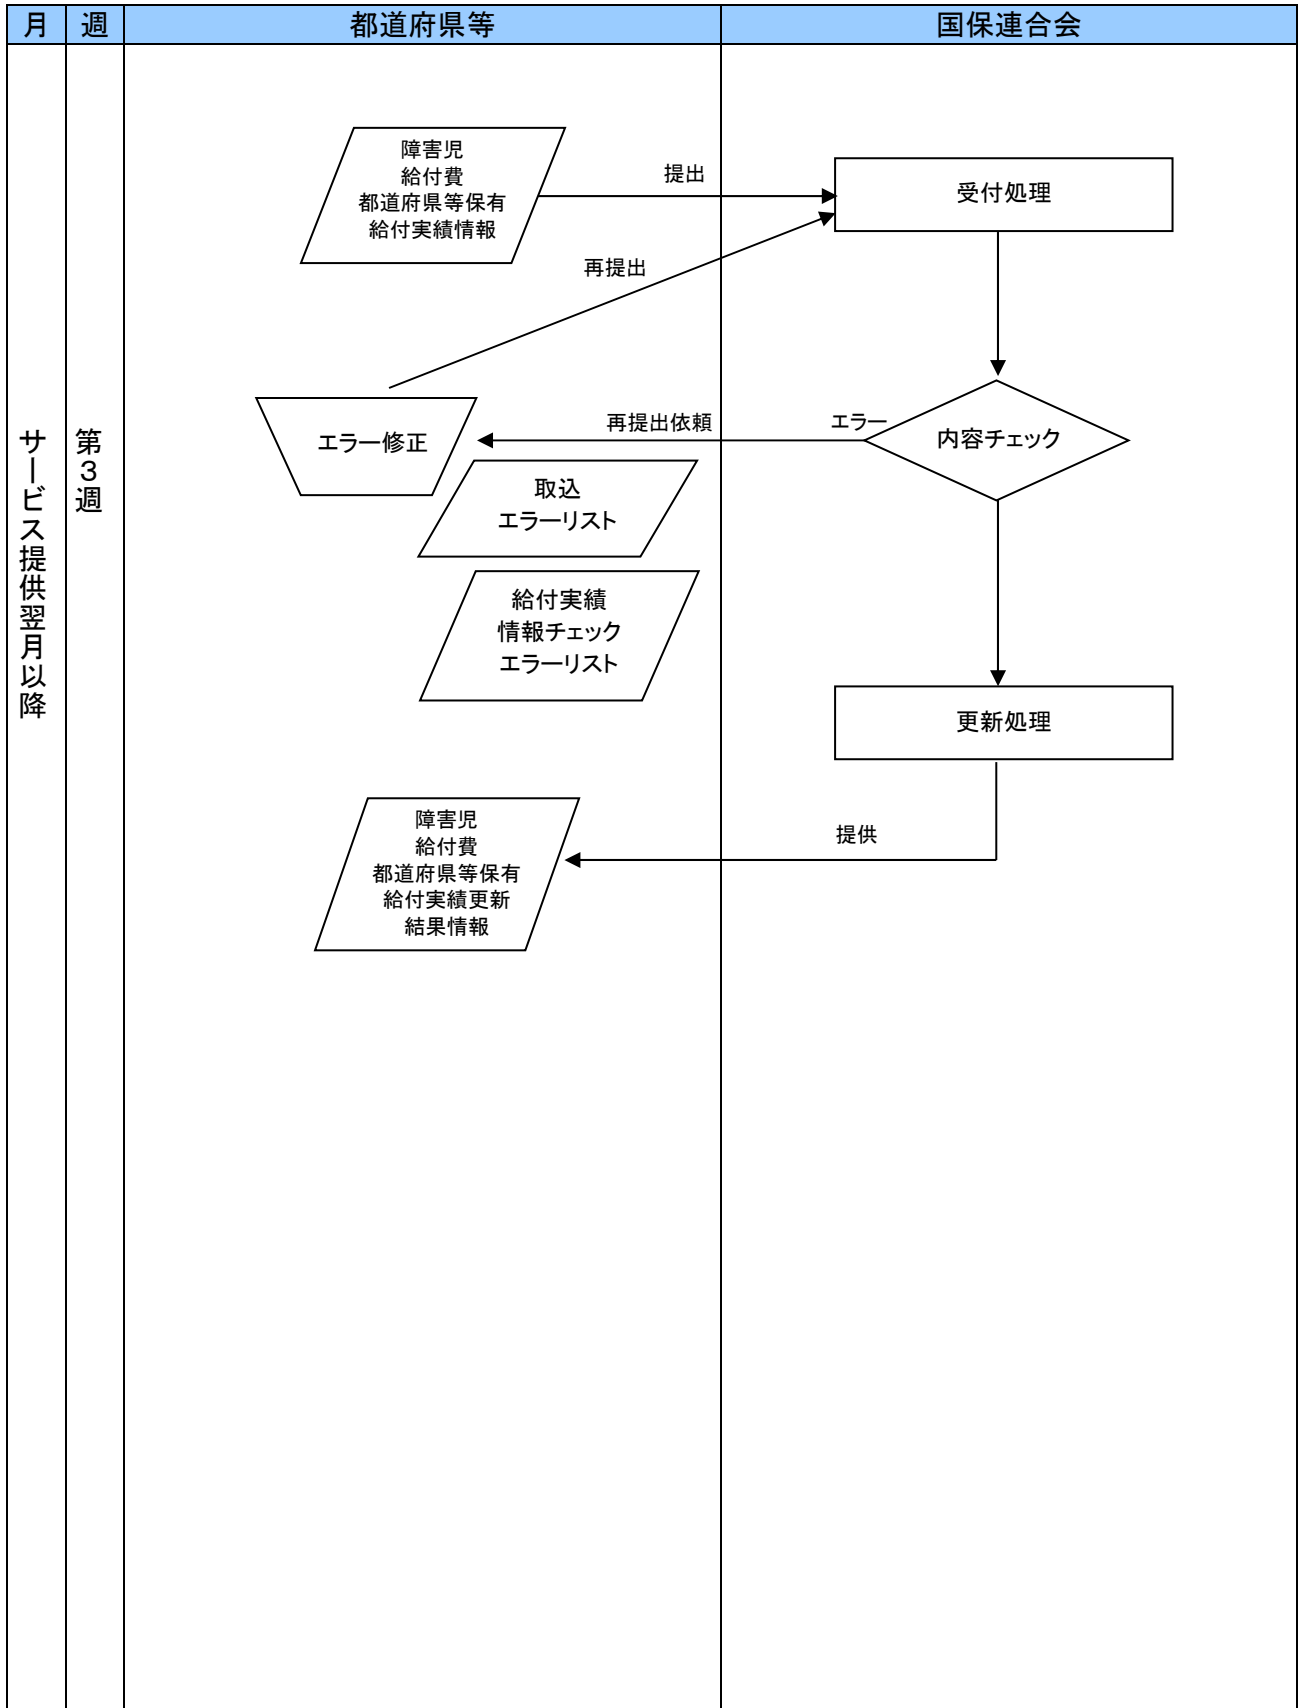 月
週
都道府県等
国保連合会
サービス提供翌月以降
第3週
障害児
給付費
都道府県等保有
給付実績情報
提出
受付処理
再提出
エラー修正
再提出依頼
エラー
内容チェック
取込
エラーリスト
給付実績
情報チェック
エラーリスト
更新処理
提供
障害児
給付費
都道府県等保有
給付実績更新
結果情報